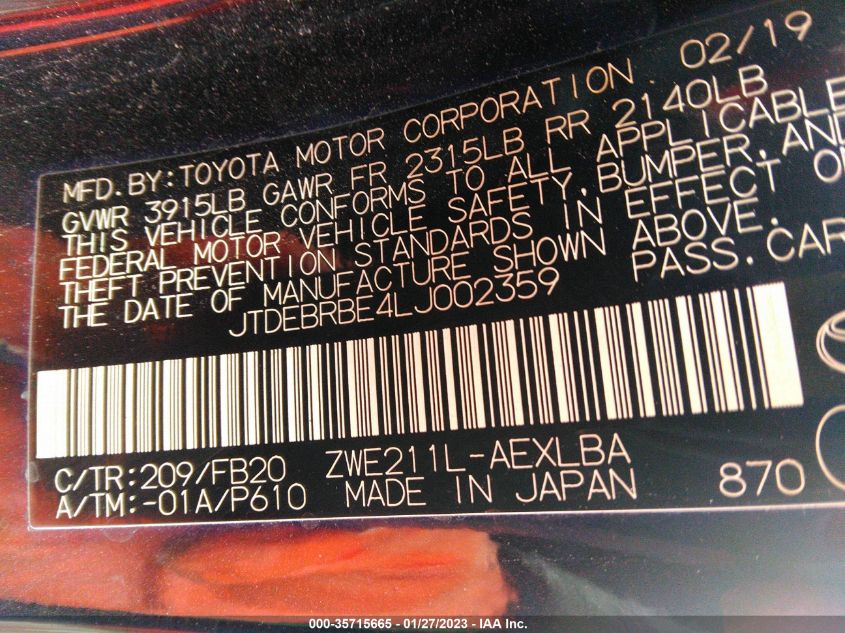 MFD.BY:TOYOTA MOTOR CORPORATION 02/19
GVWR 3915LB GAWR FR 2315LB RR 2140LB
THIS VEHICLE CONFORMS TO ALL APPLICABLE
FEDERAL MOTOR VEHICLE SAFETY, BUMPER, AND
THEFT PREVENTION STANDARDS IN EFFECT
THE DATE OF MANUFACTURE SHOWN ABOVE.
JTDEBRBE4LJ002359 PASS.CAR
C/TR:209/FB20 ZWE211L-AEXLBA
A/TM:-01A/P610 MADE IN JAPAN 870
000-35715665 - 01/27/2023 - IAA Inc.